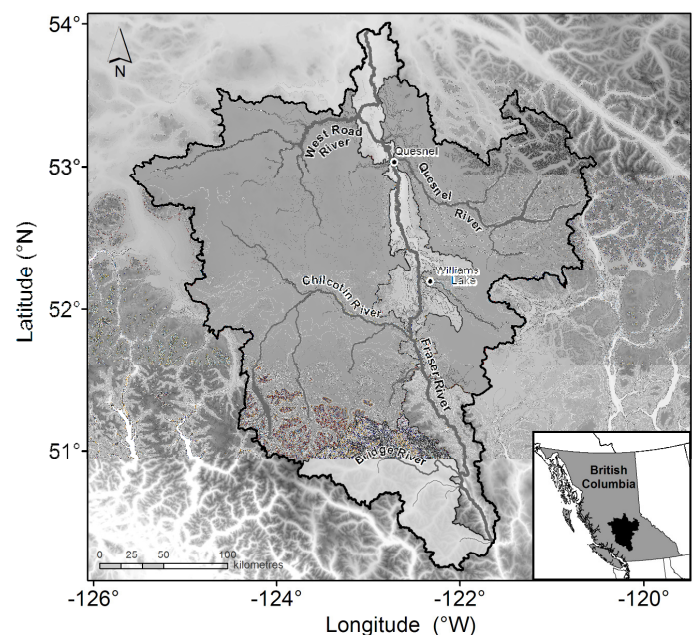 54°
53°
52°
51°
Latitude (°N)
N
West Road
River
Quesnel
Quesnel
River
Williams
Lake
Chilcotin River
Fraser River
Bridge River
British
Columbia
0 25 50 100
kilometres
-126° -124° -122° -120°
Longitude (°W)